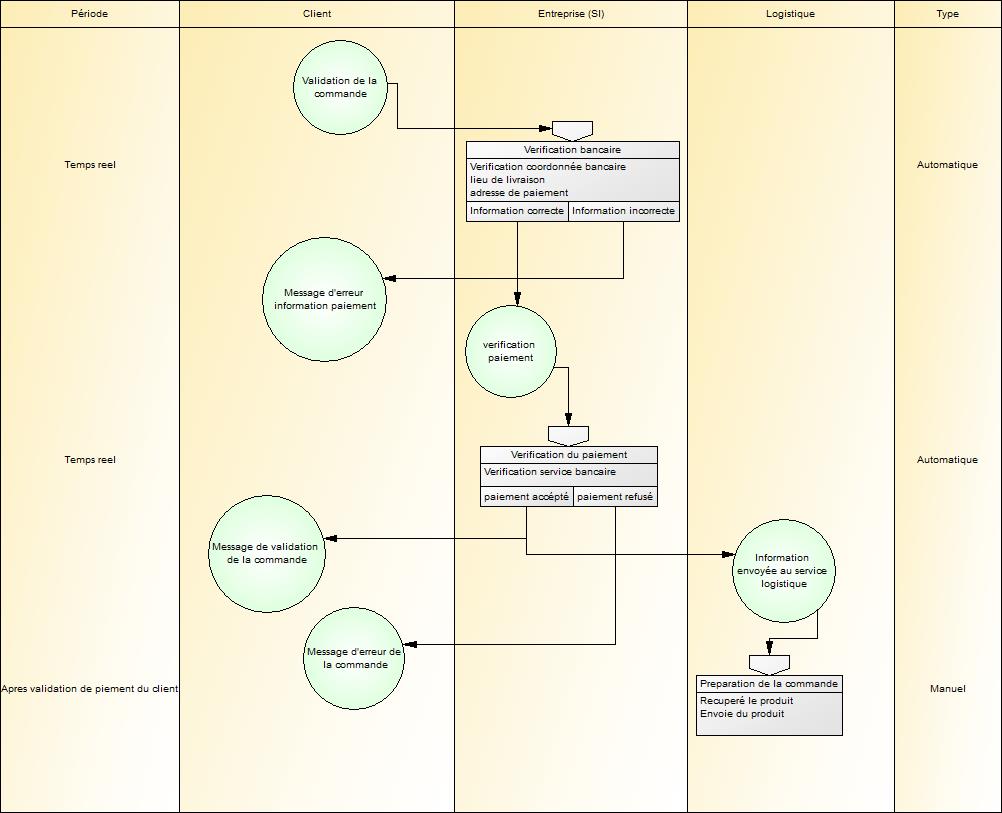 Période
Client
Entreprise (SI)
Logistique
Type
Validation de la
commande
Temps reel
Verification bancaire
Verification coordonnée bancaire
lieu de livraison
adresse de paiement
Information correcte
Information incorrecte
Automatique
Message d'erreur
information paiement
verification
paiement
Temps reel
Verification du paiement
Verification service bancaire
paiement accépté
paiement refusé
Automatique
Message de validation
de la commande
Information
envoyée au service
logistique
Message d'erreur de
la commande
Apres validation de piement du client
Preparation de la commande
Recuperé le produit
Envoie du produit
Manuel